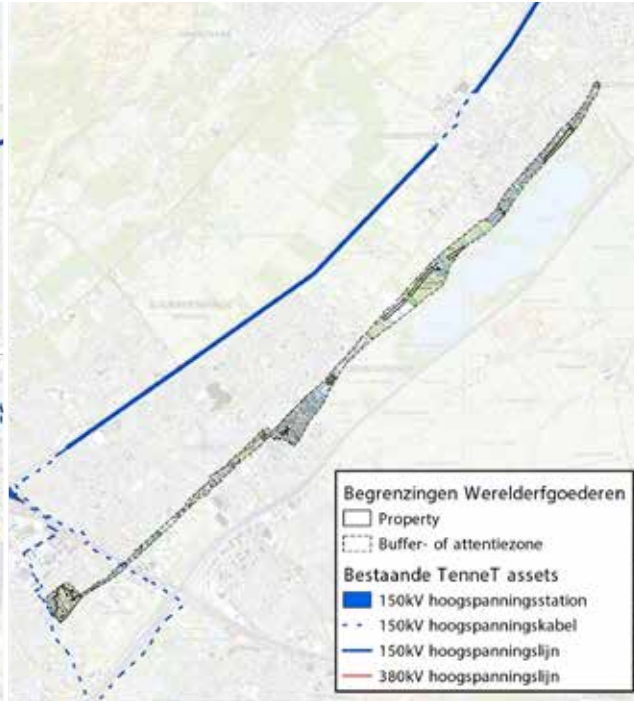 Begrenzingen Werelderfgoederen
Property
Buffer- of attentiezone
Bestaande TenneT assets
150kV hoogspanningsstation
150kV hoogspanningskabel
150kV hoogspanningslijn
380kV hoogspanningslijn